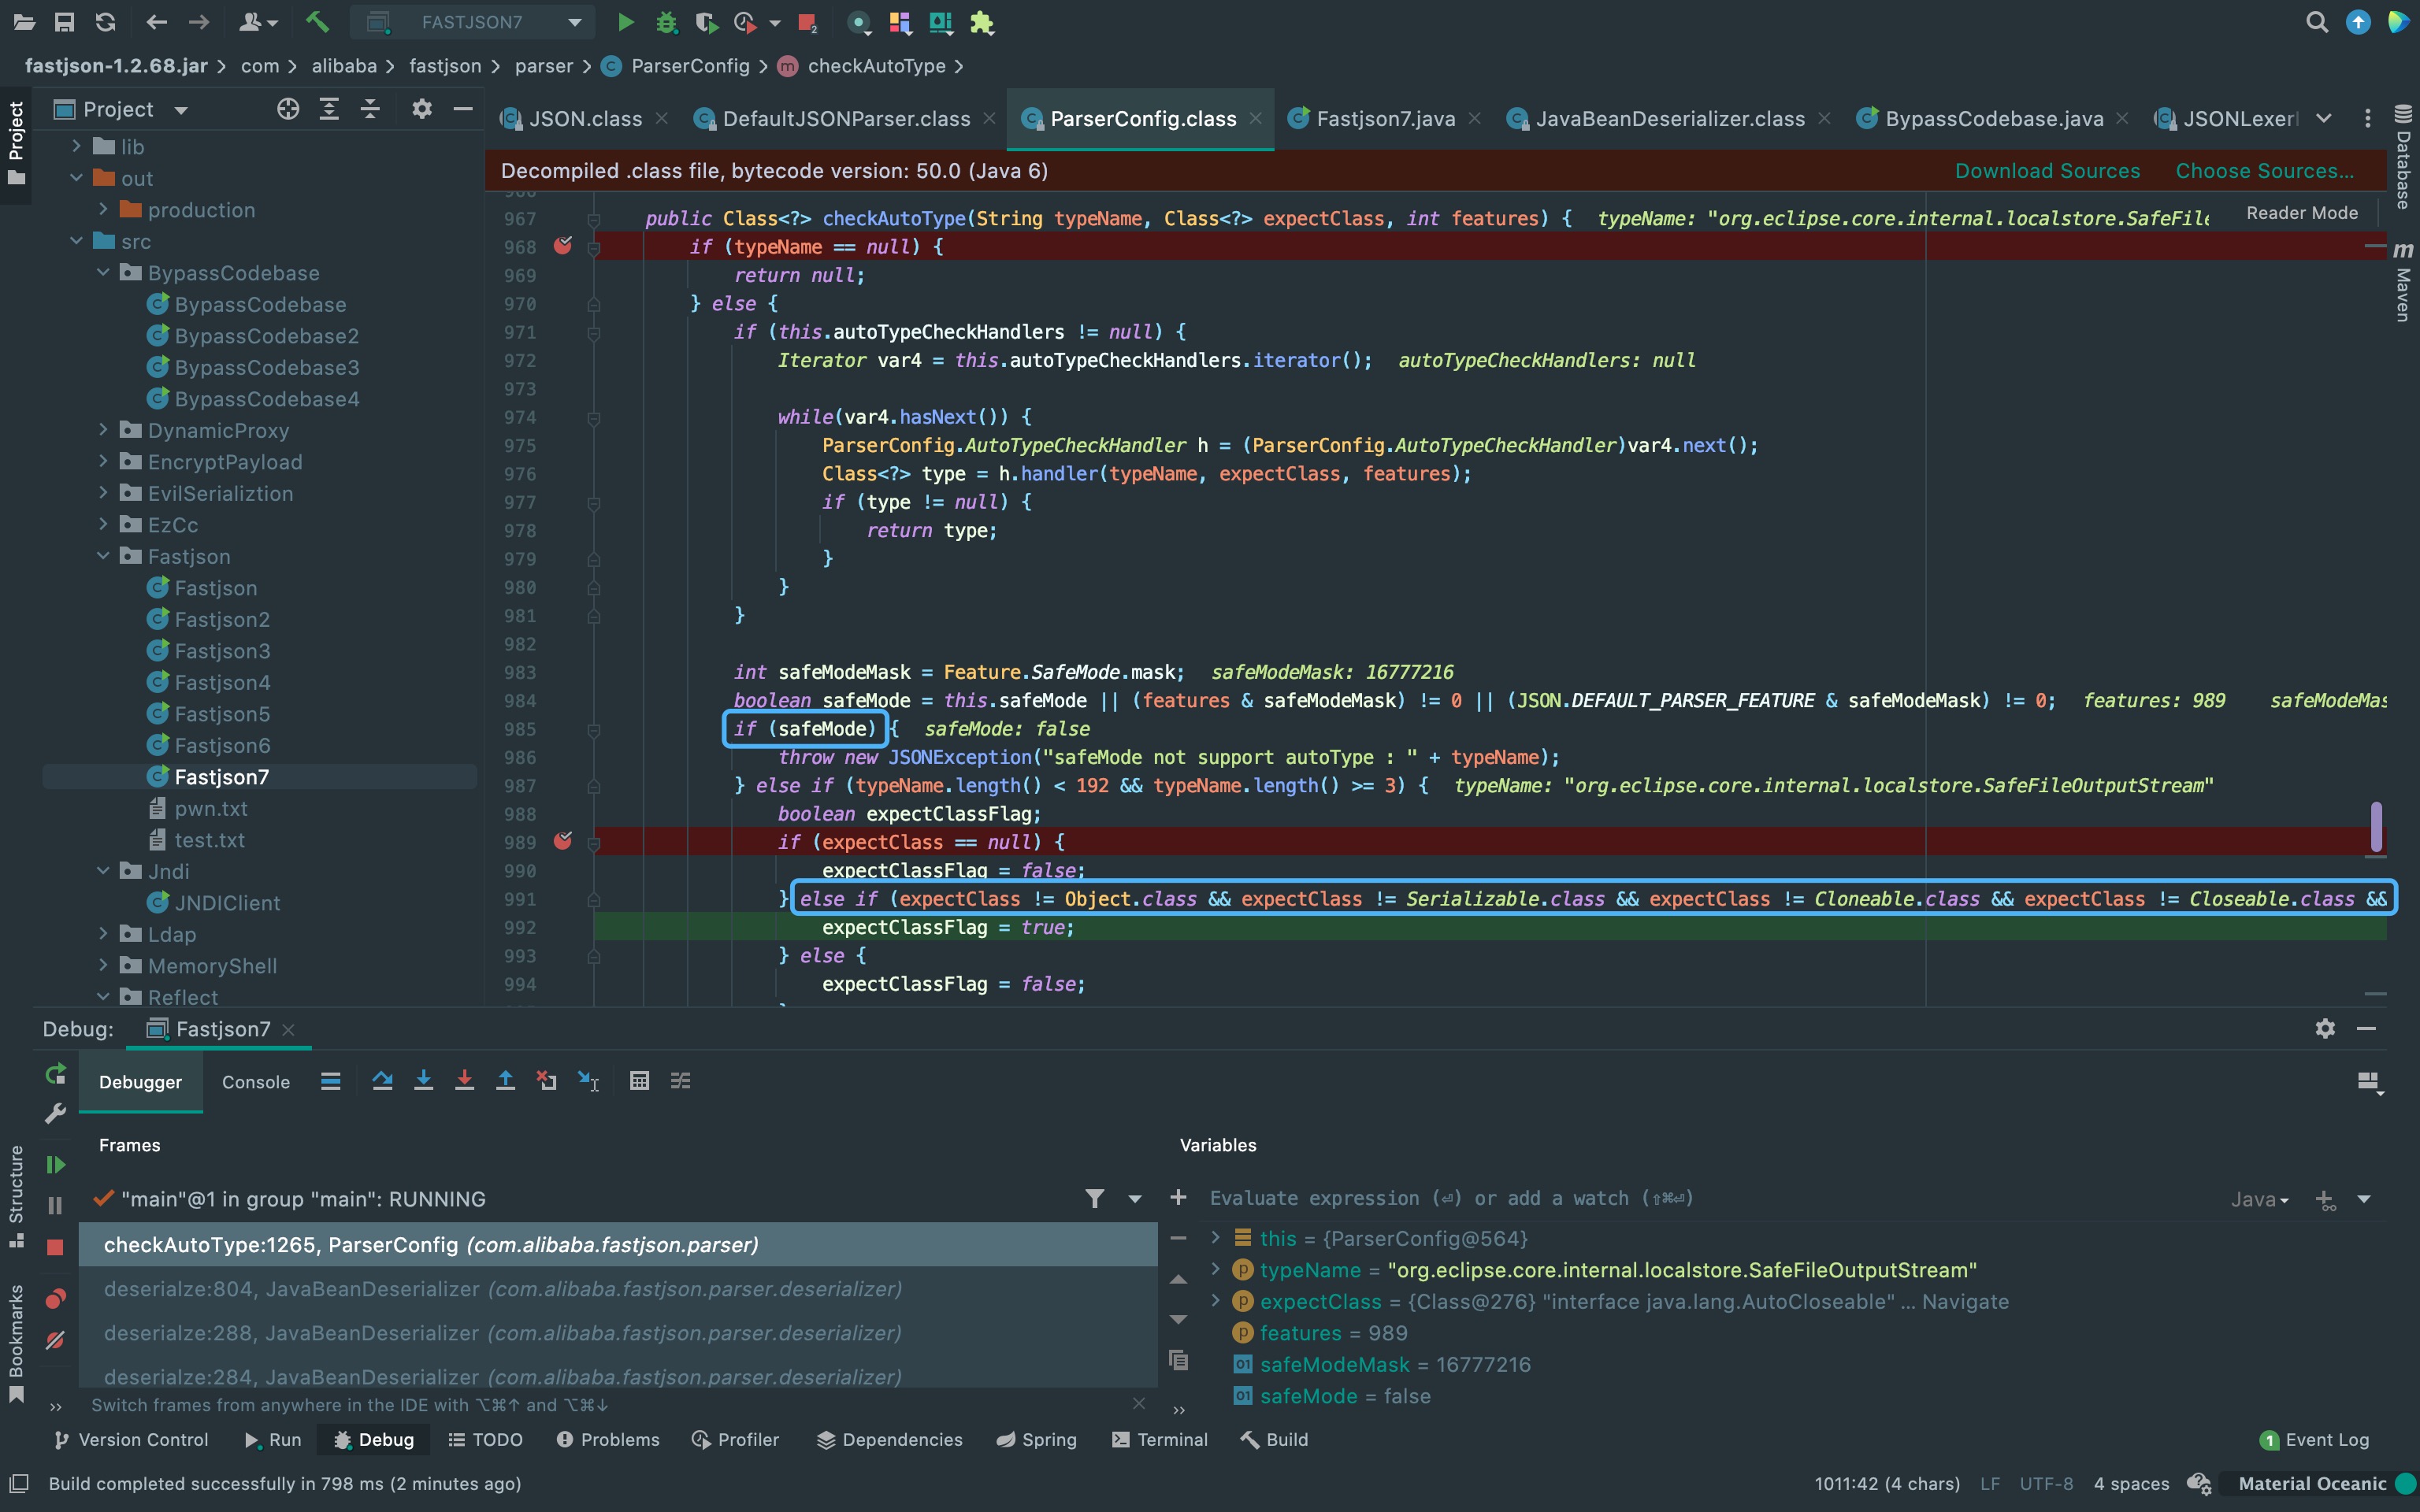 FASTJSON7
fastjson-1.2.68.jar com alibaba fastjson parser ParserConfig checkAutoType
Project
Project
lib
out
production
src
BypassCodebase
BypassCodebase
BypassCodebase2
BypassCodebase3
BypassCodebase4
DynamicProxy
EncryptPayload
EvilSerializtion
EzCc
Fastjson
Fastjson
Fastjson2
Fastjson3
Fastjson4
Fastjson5
Fastjson6
Fastjson7
pwn.txt
test.txt
Jndi
JNDIClient
Ldap
MemoryShell
Reflect
JSON.class DefaultJSONParser.class ParserConfig.class Fastjson7.java JavaBeanDeserializer.class BypassCodebase.java JSONLexer
Decompiled .class file, bytecode version: 50.0 (Java 6) Download Sources Choose Sources...
Reader Mode
967 public Class<?> checkAutoType(String typeName, Class<?> expectClass, int features) { typeName: "org.eclipse.core.internal.localstore.SafeFile
968 if (typeName == null) {
969 return null;
970 } else {
971 if (this.autoTypeCheckHandlers != null) {
972 Iterator var4 = this.autoTypeCheckHandlers.iterator(); autoTypeCheckHandlers: null
973
974 while(var4.hasNext()) {
975 ParserConfig.AutoTypeCheckHandler h = (ParserConfig.AutoTypeCheckHandler)var4.next();
976 Class<?> type = h.handler(typeName, expectClass, features);
977 if (type != null) {
978 return type;
979 }
980 }
981 }
982
983 int safeModeMask = Feature.SafeMode.mask; safeModeMask: 16777216
984 boolean safeMode = this.safeMode || (features & safeModeMask) != 0 || (JSON.DEFAULT_PARSER_FEATURE & safeModeMask) != 0; features: 989 safeModeMas
985 if (safeMode) { safeMode: false
986 throw new JSONException("safeMode not support autoType : " + typeName);
987 } else if (typeName.length() < 192 && typeName.length() >= 3) { typeName: "org.eclipse.core.internal.localstore.SafeFileOutputStream"
988 boolean expectClassFlag;
989 if (expectClass == null) {
990 expectClassFlag = false;
991 } else if (expectClass != Object.class && expectClass != Serializable.class && expectClass != Cloneable.class && expectClass != Closeable.class &&
992 expectClassFlag = true;
993 } else {
994 expectClassFlag = false;
Database
Maven
Debug: Fastjson7
Debugger Console
Frames
"main"@1 in group "main": RUNNING
checkAutoType:1265, ParserConfig (com.alibaba.fastjson.parser)
deserialze:804, JavaBeanDeserializer (com.alibaba.fastjson.parser.deserializer)
deserialze:288, JavaBeanDeserializer (com.alibaba.fastjson.parser.deserializer)
deserialze:284, JavaBeanDeserializer (com.alibaba.fastjson.parser.deserializer)
Switch frames from anywhere in the IDE with ⌥⌘↑ and ⌥⌘↓
Variables
Evaluate expression (⏎) or add a watch (⇧⌘⏎) Java
this = {ParserConfig@564}
typeName = "org.eclipse.core.internal.localstore.SafeFileOutputStream"
expectClass = {Class@276} "interface java.lang.AutoCloseable" ... Navigate
features = 989
safeModeMask = 16777216
safeMode = false
Structure
Bookmarks
Version Control Run Debug TODO Problems Profiler Dependencies Spring Terminal Build 1 Event Log
Build completed successfully in 798 ms (2 minutes ago) 1011:42 (4 chars) LF UTF-8 4 spaces Material Oceanic